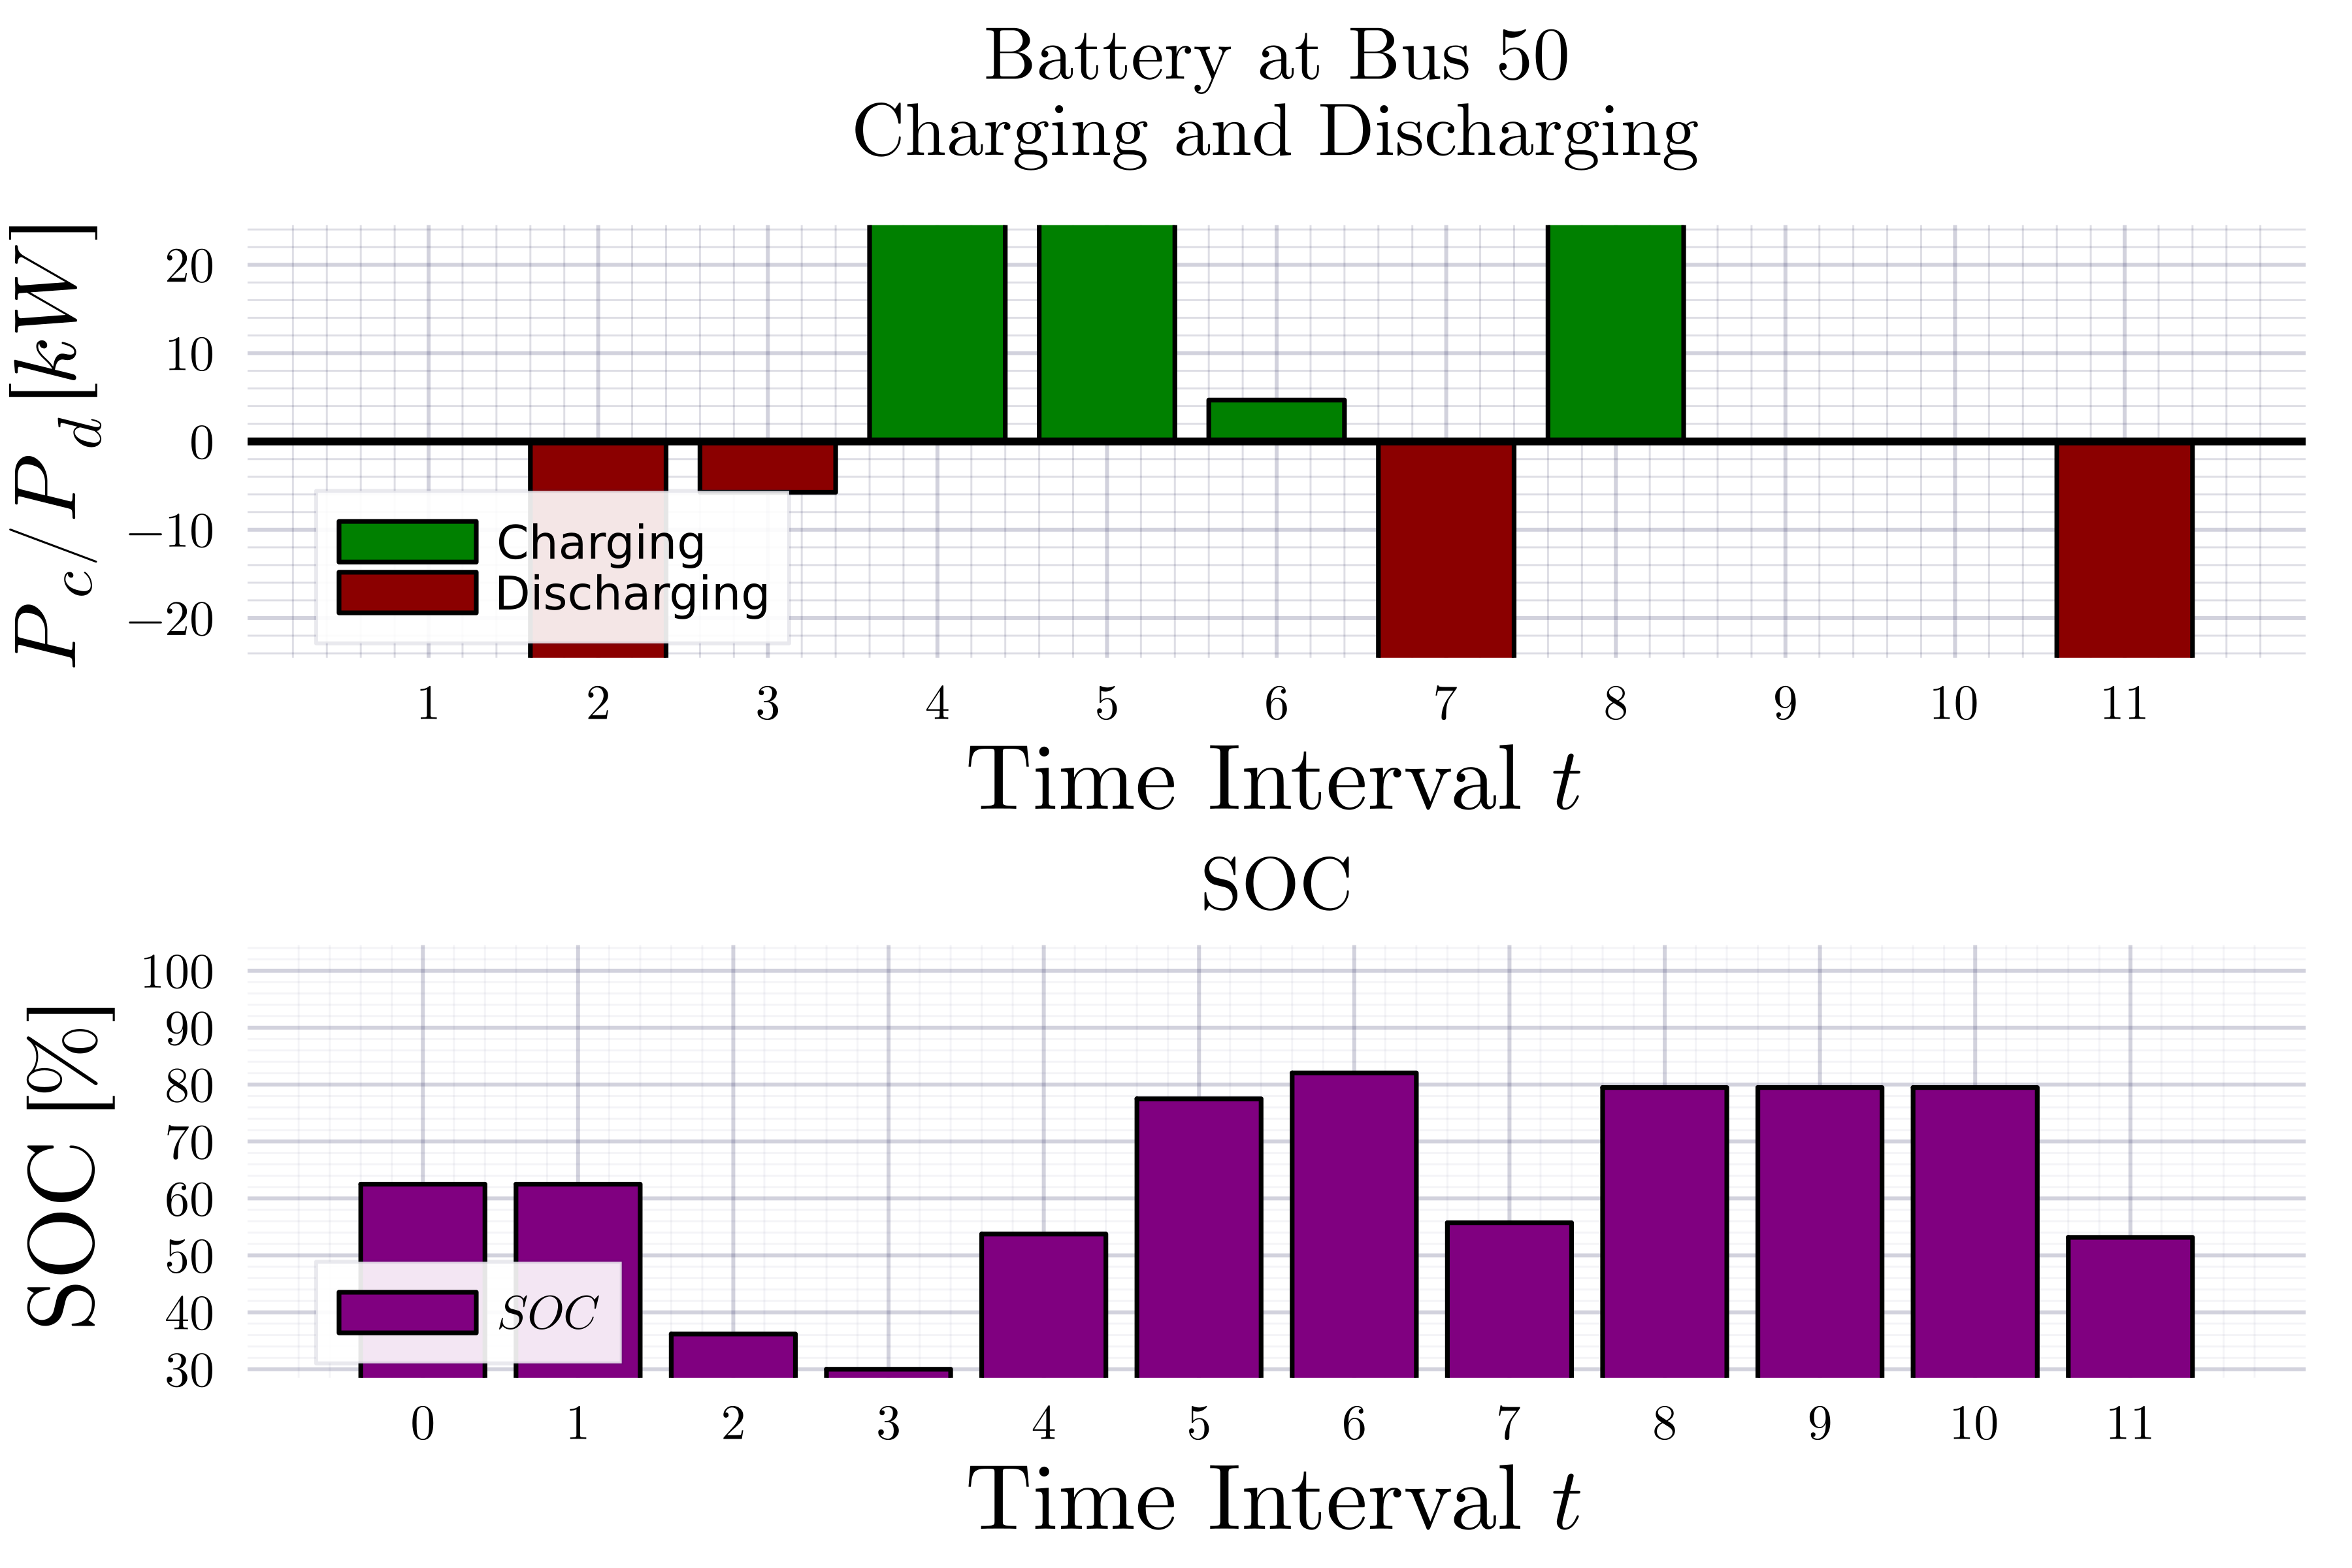 Battery at Bus 50
Charging and Discharging
P_c/P_d [kW]
20
10
0
−10
−20
Charging
Discharging
1 2 3 4 5 6 7 8 9 10 11
Time Interval t
SOC
SOC [%]
100
90
80
70
60
50
40
30
SOC
0 1 2 3 4 5 6 7 8 9 10 11
Time Interval t